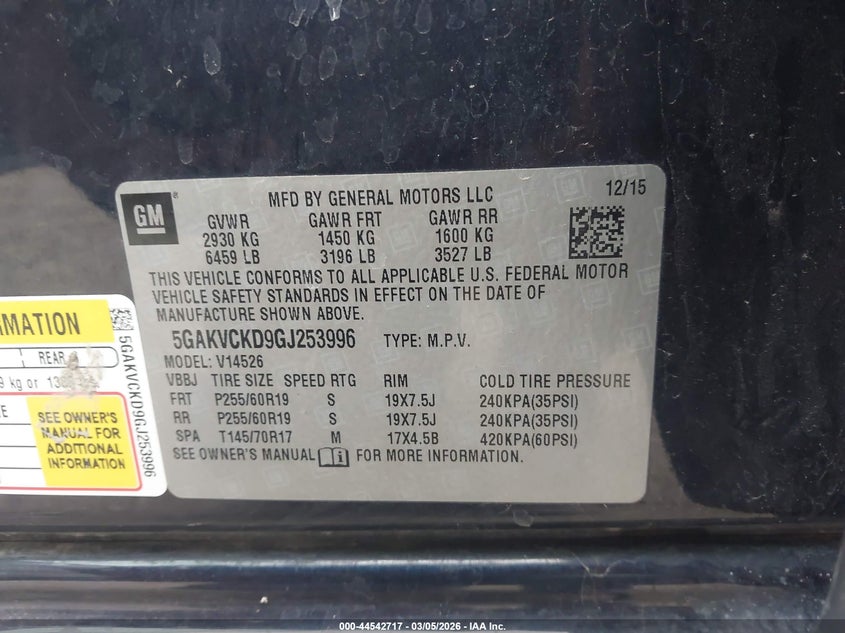 GM
®
MFD BY GENERAL MOTORS LLC
12/15
GVWR GAWR FRT GAWR RR
2930 KG 1450 KG 1600 KG
6459 LB 3196 LB 3527 LB
THIS VEHICLE CONFORMS TO ALL APPLICABLE U.S. FEDERAL MOTOR
VEHICLE SAFETY STANDARDS IN EFFECT ON THE DATE OF
MANUFACTURE SHOWN ABOVE.
5GAKVCKD9GJ253996 TYPE: M.P.V.
MODEL: V14526
VBBJ TIRE SIZE SPEED RTG RIM COLD TIRE PRESSURE
FRT P255/60R19 S 19X7.5J 240KPA(35PSI)
RR P255/60R19 S 19X7.5J 240KPA(35PSI)
SPA T145/70R17 M 17X4.5B 420KPA(60PSI)
SEE OWNER'S MANUAL FOR MORE INFORMATION.
RMATION
REAR
kg or
SEE OWNER'S
MANUAL FOR
ADDITIONAL
INFORMATION
5GAKVCKD9GJ253996
000-44542717 - 03/05/2026 - IAA Inc.